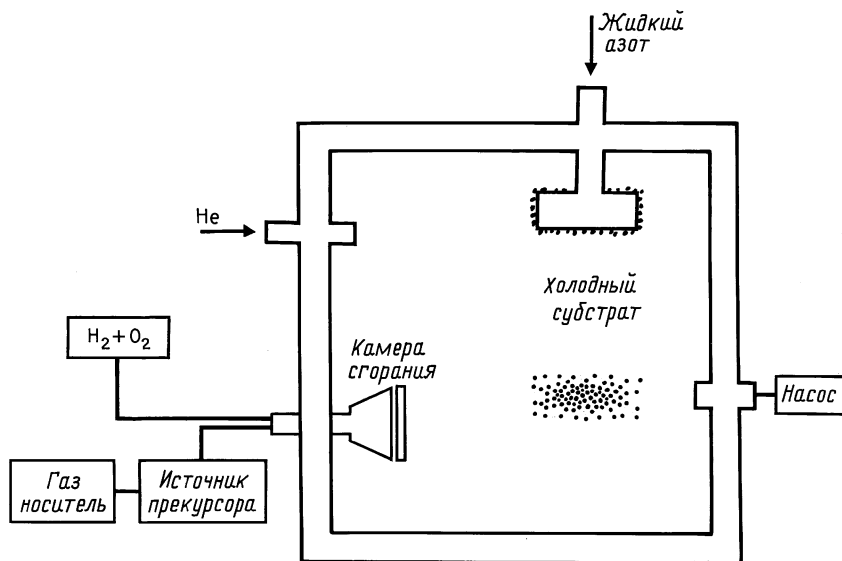 Жидкий
азот
He
Холодный
субстрат
H₂+O₂
Камера
сгорания
Насос
Газ
носитель
Источник
прекурсора